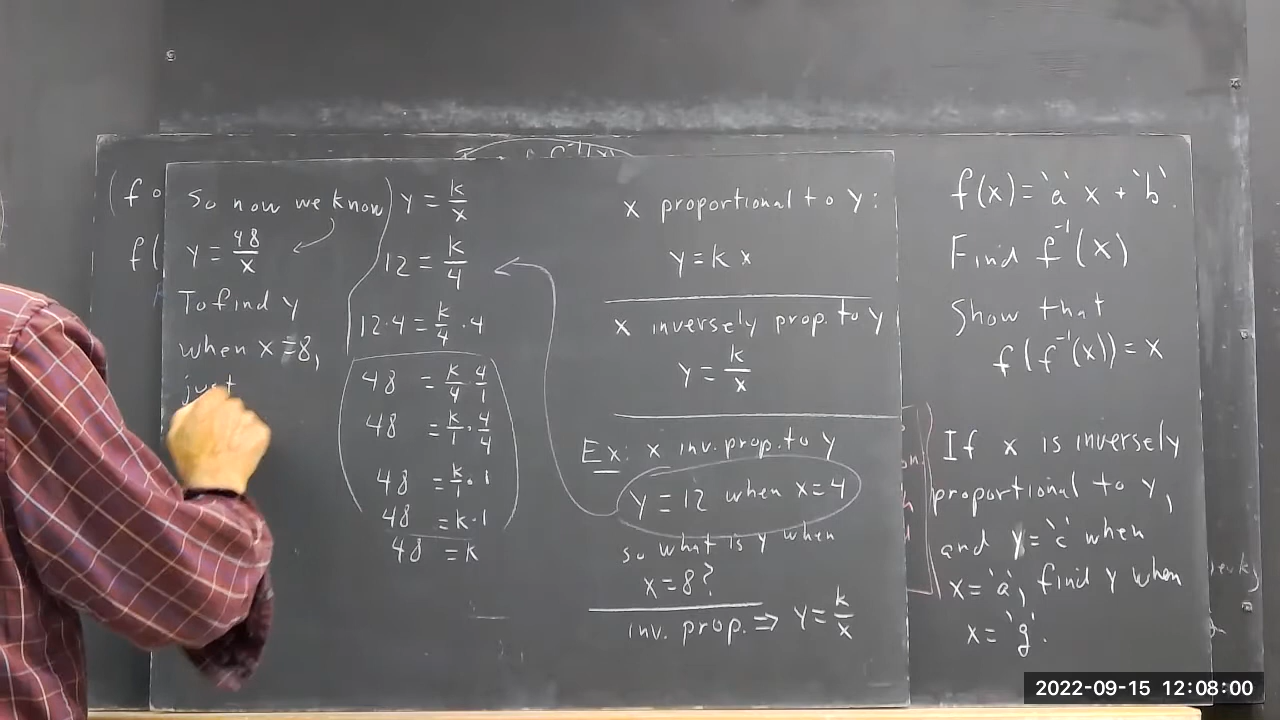 (f o
f(
So now we know
y = 48/x
To find y
when x = 8,
just
y = k/x
12 = k/4
12·4 = k/4 · 4
48 = k/4 · 4/1
48 = k/1 · 4/4
48 = k/1 · 1
48 = k·1
48 = k
x proportional to y:
y = k x
x inversely prop. to y
y = k/x
Ex: x inv. prop. to y
y = 12 when x = 4
so what is y when
x = 8?
inv. prop. ⇒ y = k/x
f(x) = 'a' x + 'b'.
Find f⁻¹(x)
Show that
f(f⁻¹(x)) = x
If x is inversely
proportional to y,
and y = 'c' when
x = 'a', find y when
x = 'g'.
2022-09-15 12:08:00